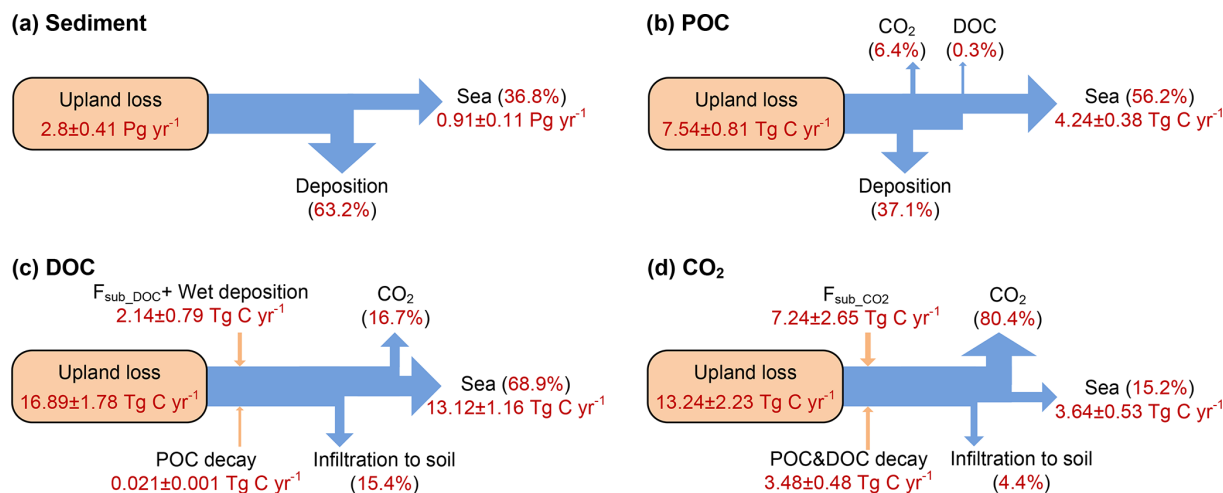 (a) Sediment
Upland loss
2.8±0.41 Pg yr⁻¹
Sea (36.8%)
0.91±0.11 Pg yr⁻¹
Deposition
(63.2%)
(b) POC
CO₂
(6.4%)
DOC
(0.3%)
Upland loss
7.54±0.81 Tg C yr⁻¹
Sea (56.2%)
4.24±0.38 Tg C yr⁻¹
Deposition
(37.1%)
(c) DOC
F_sub_DOC+ Wet deposition
2.14±0.79 Tg C yr⁻¹
CO₂
(16.7%)
Upland loss
16.89±1.78 Tg C yr⁻¹
Sea (68.9%)
13.12±1.16 Tg C yr⁻¹
POC decay
0.021±0.001 Tg C yr⁻¹
Infiltration to soil
(15.4%)
(d) CO₂
F_sub_CO2
7.24±2.65 Tg C yr⁻¹
CO₂
(80.4%)
Upland loss
13.24±2.23 Tg C yr⁻¹
Sea (15.2%)
3.64±0.53 Tg C yr⁻¹
POC&DOC decay
3.48±0.48 Tg C yr⁻¹
Infiltration to soil
(4.4%)